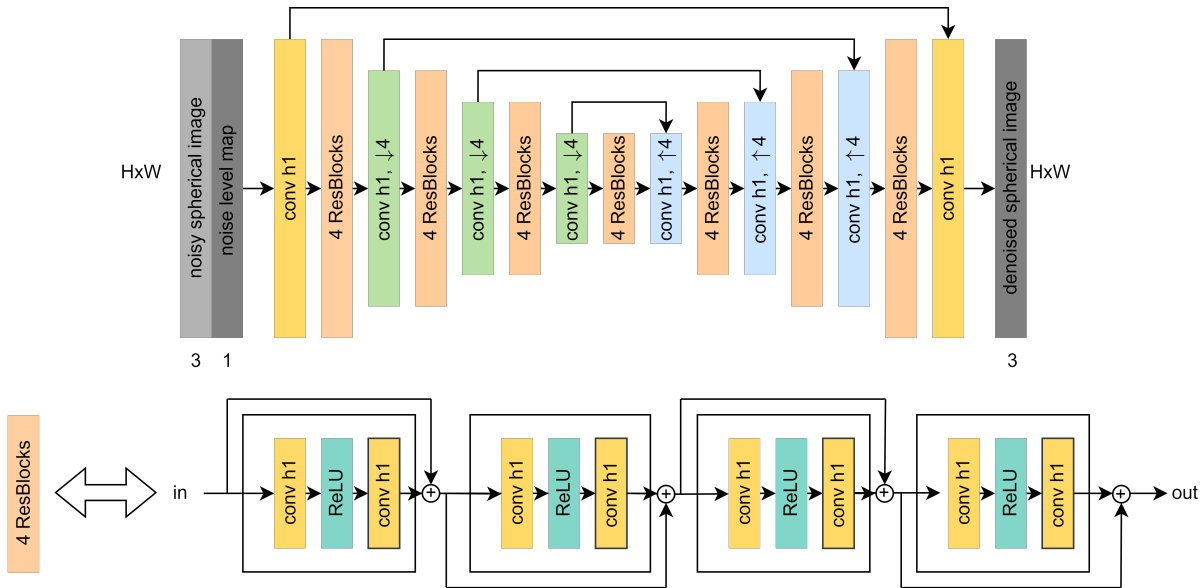 HxW
noisy spherical image
noise level map
3
1
conv h1
4 ResBlocks
conv h1, ↓4
4 ResBlocks
conv h1, ↓4
4 ResBlocks
conv h1, ↓4
4 ResBlocks
conv h1, ↑4
4 ResBlocks
conv h1, ↑4
4 ResBlocks
conv h1, ↑4
4 ResBlocks
conv h1
denoised spherical image
HxW
3
4 ResBlocks
in
conv h1
ReLU
conv h1
+
conv h1
ReLU
conv h1
+
conv h1
ReLU
conv h1
+
conv h1
ReLU
conv h1
+
out